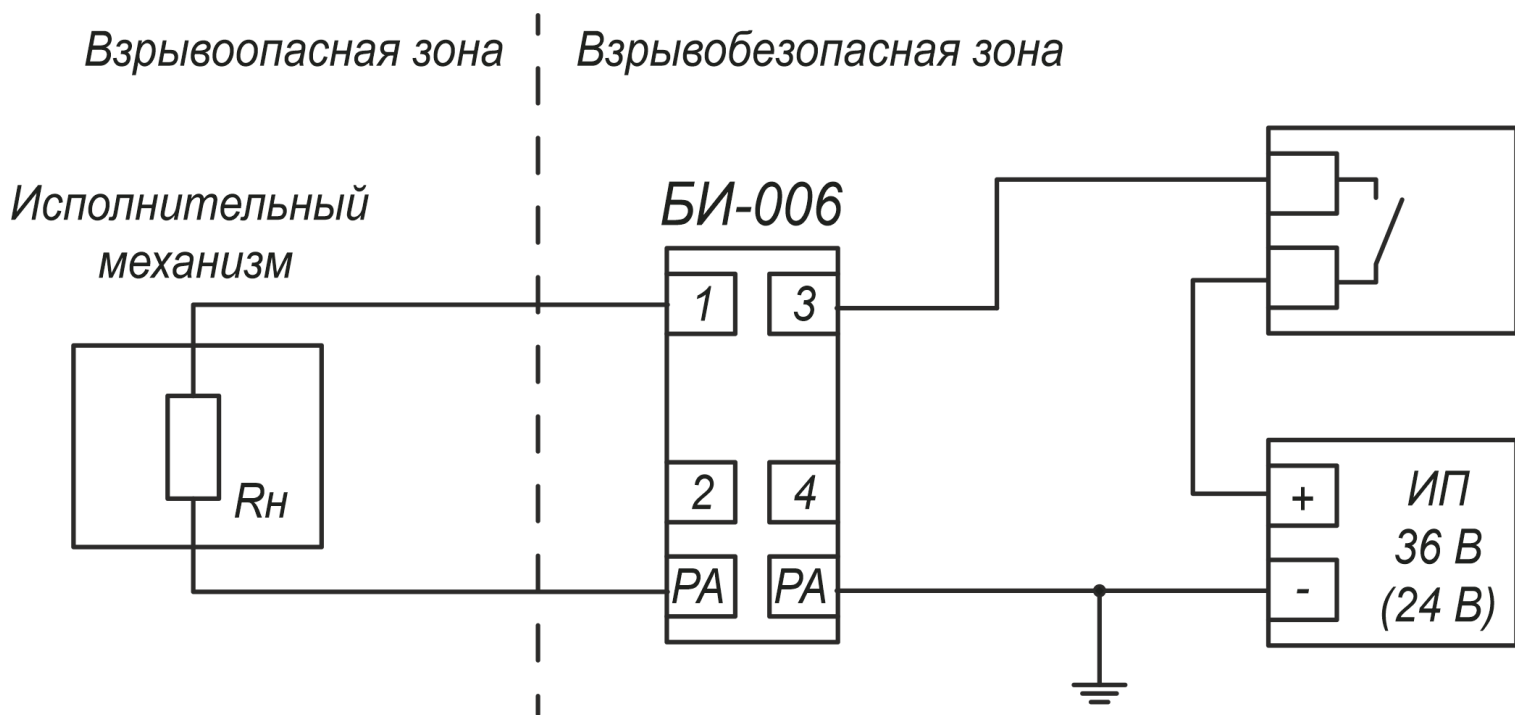 Взрывоопасная зона
Взрывобезопасная зона
Исполнительный
механизм
Rн
БИ-006
1
3
2
4
PA
PA
+
-
ИП
36 В
(24 В)